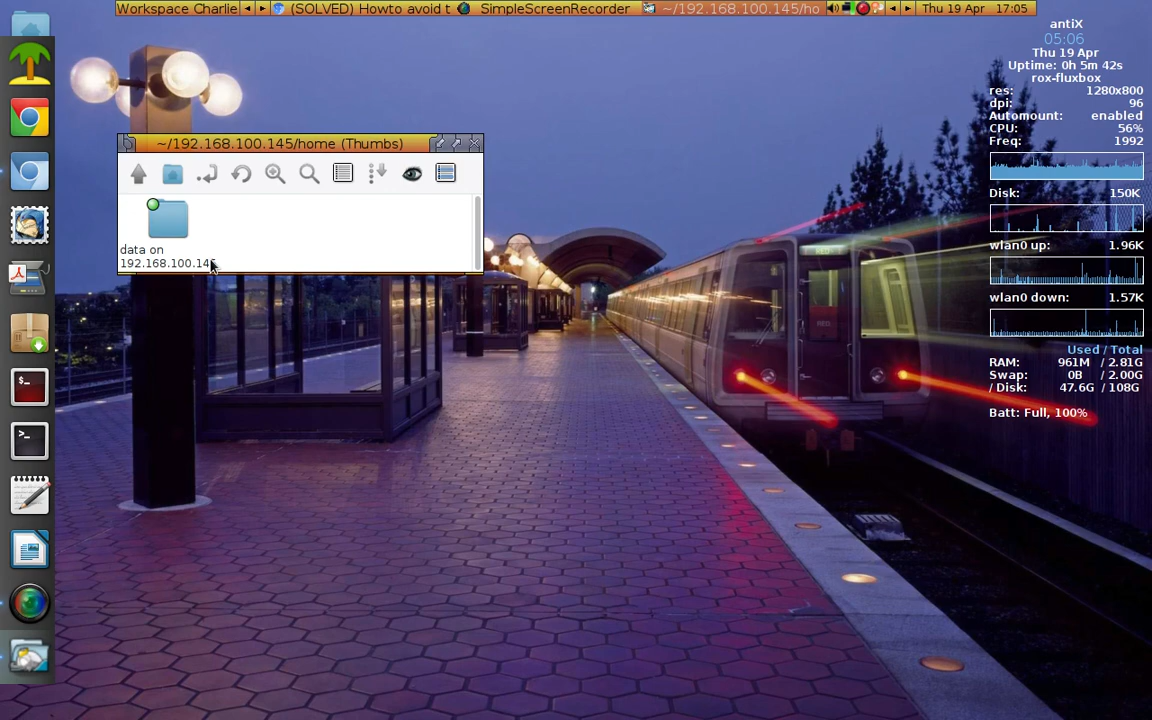 Workspace Charlie
(SOLVED) Howto avoid t
SimpleScreenRecorder
~/192.168.100.145/ho
Thu 19 Apr 17:05
antiX
05:06
Thu 19 Apr
Uptime: 0h 5m 42s
rox-fluxbox
res: 1280x800
dpi: 96
Automount: enabled
CPU: 56%
Freq: 1992
Disk: 150K
wlan0 up: 1.96K
wlan0 down: 1.57K
Used / Total
RAM: 961M / 2.81G
Swap: 0B / 2.00G
/ Disk: 47.6G / 108G
Batt: Full, 100%
~/192.168.100.145/home (Thumbs)
data on
192.168.100.145
$_
>_
RED